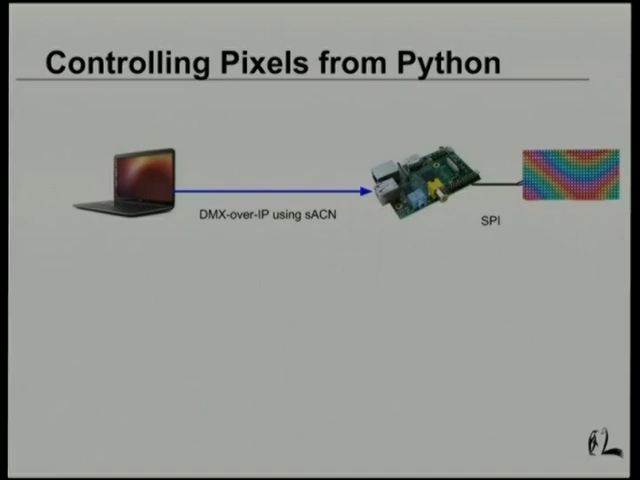 Controlling Pixels from Python
DMX-over-IP using sACN
SPI